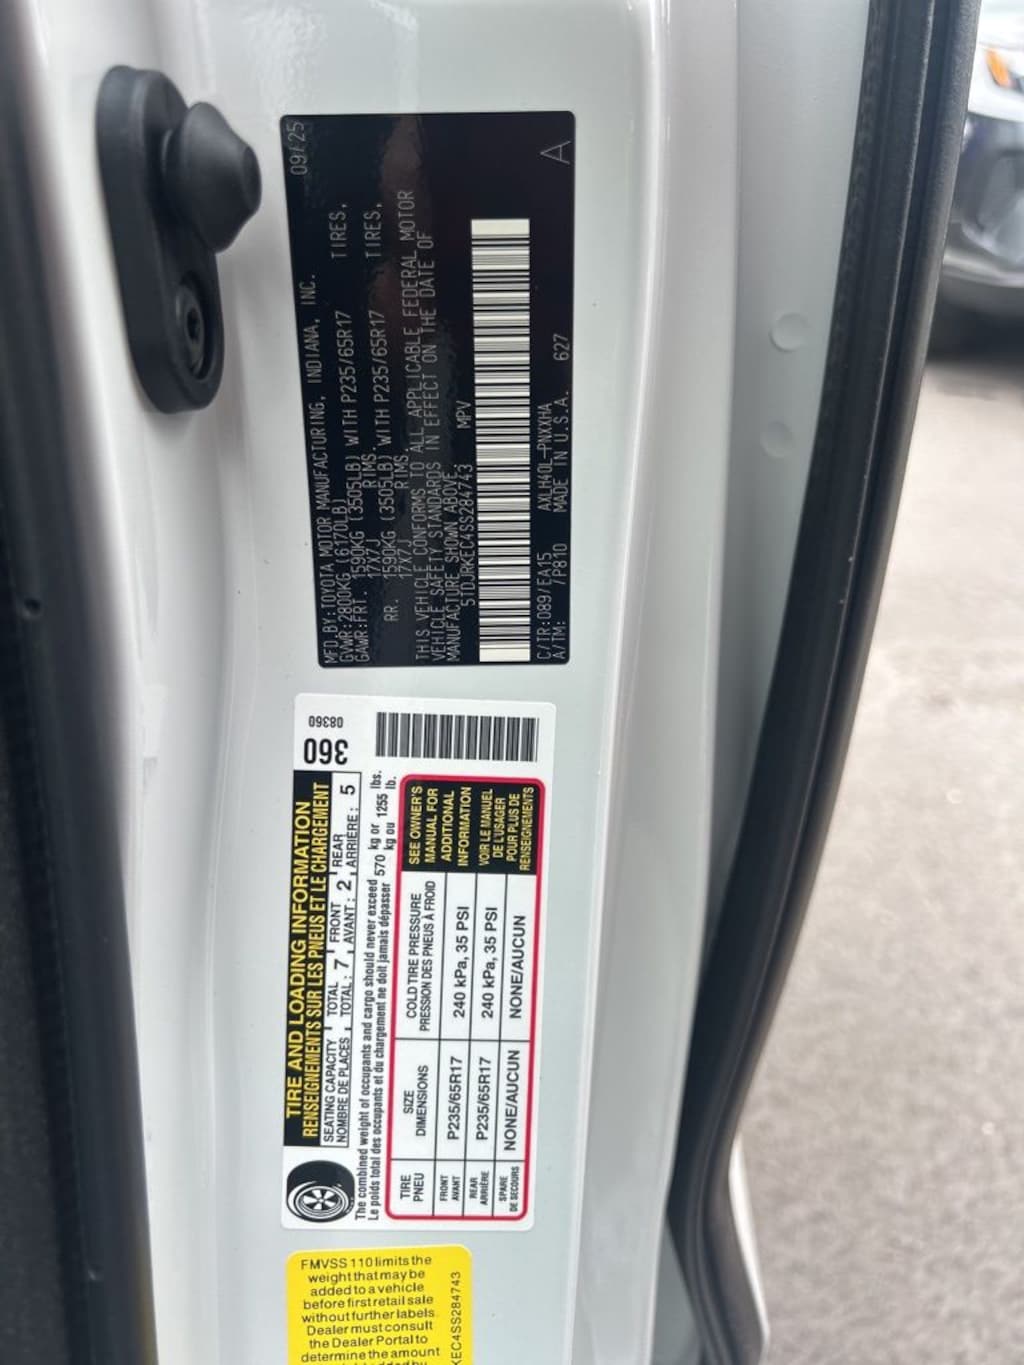 MFD.BY:TOYOTA MOTOR MANUFACTURING, INDIANA, INC. 09/25
GVWR:2800KG (6170LB)
GAWR:FRT. 1590KG (3505LB) WITH P235/65R17 TIRES,
17X7J RIMS,
RR. 1590KG (3505LB) WITH P235/65R17 TIRES,
17X7J RIMS,
THIS VEHICLE CONFORMS TO ALL APPLICABLE FEDERAL MOTOR
VEHICLE SAFETY STANDARDS IN EFFECT ON THE DATE OF
MANUFACTURE SHOWN ABOVE.
5TDJRKEC4SS284743 MPV
C/TR:089/EA15 AXLH40L-PNXXHA A
A/TM: /P810 MADE IN U.S.A. 627
360
08360
TIRE AND LOADING INFORMATION
RENSEIGNEMENTS SUR LES PNEUS ET LE CHARGEMENT
SEATING CAPACITY TOTAL 7 FRONT 2 REAR 5
NOMBRE DE PLACES TOTAL : AVANT : ARRIÈRE :
The combined weight of occupants and cargo should never exceed 570 kg or 1255 lbs.
Le poids total des occupants et du chargement ne doit jamais dépasser kg ou lb.
TIRE SIZE COLD TIRE PRESSURE
PNEU DIMENSIONS PRESSION DES PNEUS À FROID
FRONT
AVANT
P235/65R17 240 kPa, 35 PSI
REAR
ARRIÈRE
P235/65R17 240 kPa, 35 PSI
SPARE
DE SECOURS
NONE/AUCUN NONE/AUCUN
SEE OWNER'S
MANUAL FOR
ADDITIONAL
INFORMATION
VOIR LE MANUEL
DE L'USAGER
POUR PLUS DE
RENSEIGNEMENTS
FMVSS 110 limits the
weight that may be
added to a vehicle
before first retail sale
without further labels.
Dealer must consult
the Dealer Portal to
determine the amount
KEC4SS284743